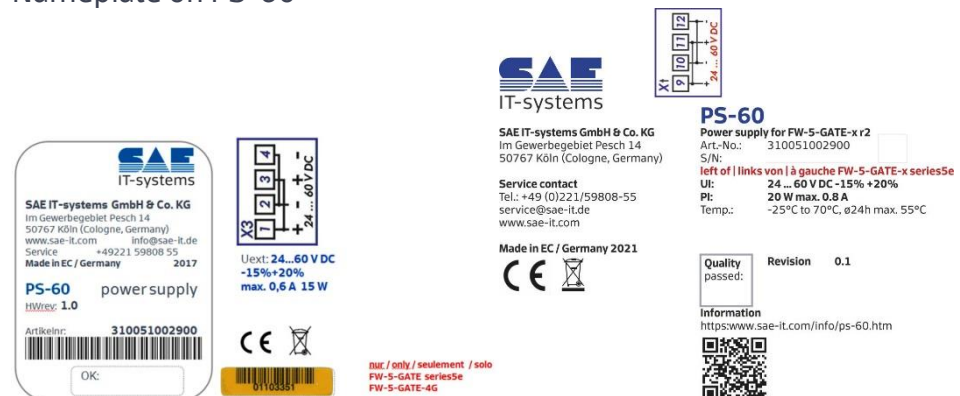 Nameplate on PS-60
SAE
IT-systems
SAE IT-systems GmbH & Co. KG
Im Gewerbegebiet Pesch 14
50767 Köln (Cologne, Germany)
www.sae-it.com info@sae-it.de
Service +49221 59808 55
Made in EC / Germany 2017
PS-60 power supply
HWrev: 1.0
Artikelnr: 310051002900
OK:
X3
1 2 3 4
+ - + -
24 ... 60 V DC
Uext: 24...60 V DC
-15%+20%
max. 0,6 A 15 W
CE
01103351
nur / only / seulement / solo
FW-5-GATE series5e
FW-5-GATE-4G
SAE
IT-systems
SAE IT-systems GmbH & Co. KG
Im Gewerbegebiet Pesch 14
50767 Köln (Cologne, Germany)
Service contact
Tel.: +49 (0)221/59808-55
service@sae-it.de
www.sae-it.com
Made in EC / Germany 2021
CE
X1
9 10 11 12
+ - + -
24 ... 60 V DC
PS-60
Power supply for FW-5-GATE-x r2
Art.-No.: 310051002900
S/N:
left of | links von | à gauche FW-5-GATE-x series5e
UI: 24 ... 60 V DC -15% +20%
PI: 20 W max. 0.8 A
Temp.: -25°C to 70°C, ø24h max. 55°C
Quality
passed:
Revision 0.1
Information
https:www.sae-it.com/info/ps-60.htm